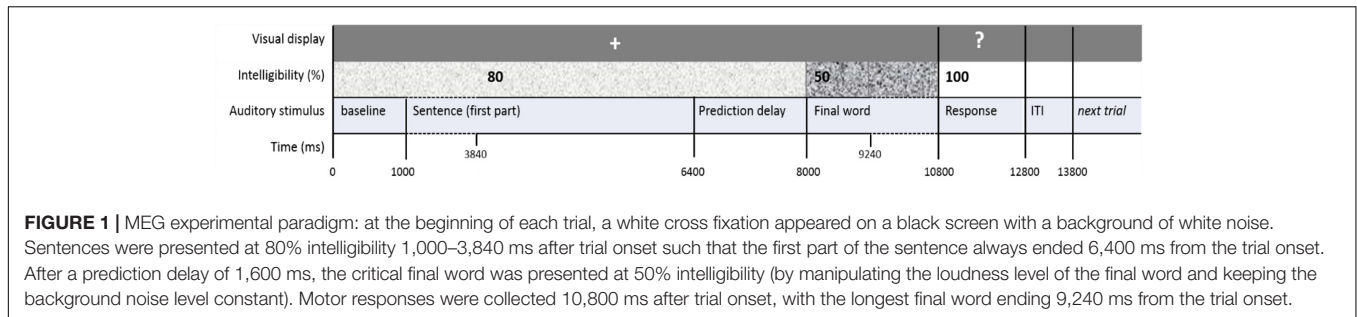 Visual display + ?
Intelligibility (%) 80 50 100
Auditory stimulus baseline Sentence (first part) Prediction delay Final word Response ITI next trial
Time (ms) 3840 9240
0 1000 6400 8000 10800 12800 13800
FIGURE 1 | MEG experimental paradigm: at the beginning of each trial, a white cross fixation appeared on a black screen with a background of white noise.
Sentences were presented at 80% intelligibility 1,000–3,840 ms after trial onset such that the first part of the sentence always ended 6,400 ms from the trial onset.
After a prediction delay of 1,600 ms, the critical final word was presented at 50% intelligibility (by manipulating the loudness level of the final word and keeping the
background noise level constant). Motor responses were collected 10,800 ms after trial onset, with the longest final word ending 9,240 ms from the trial onset.